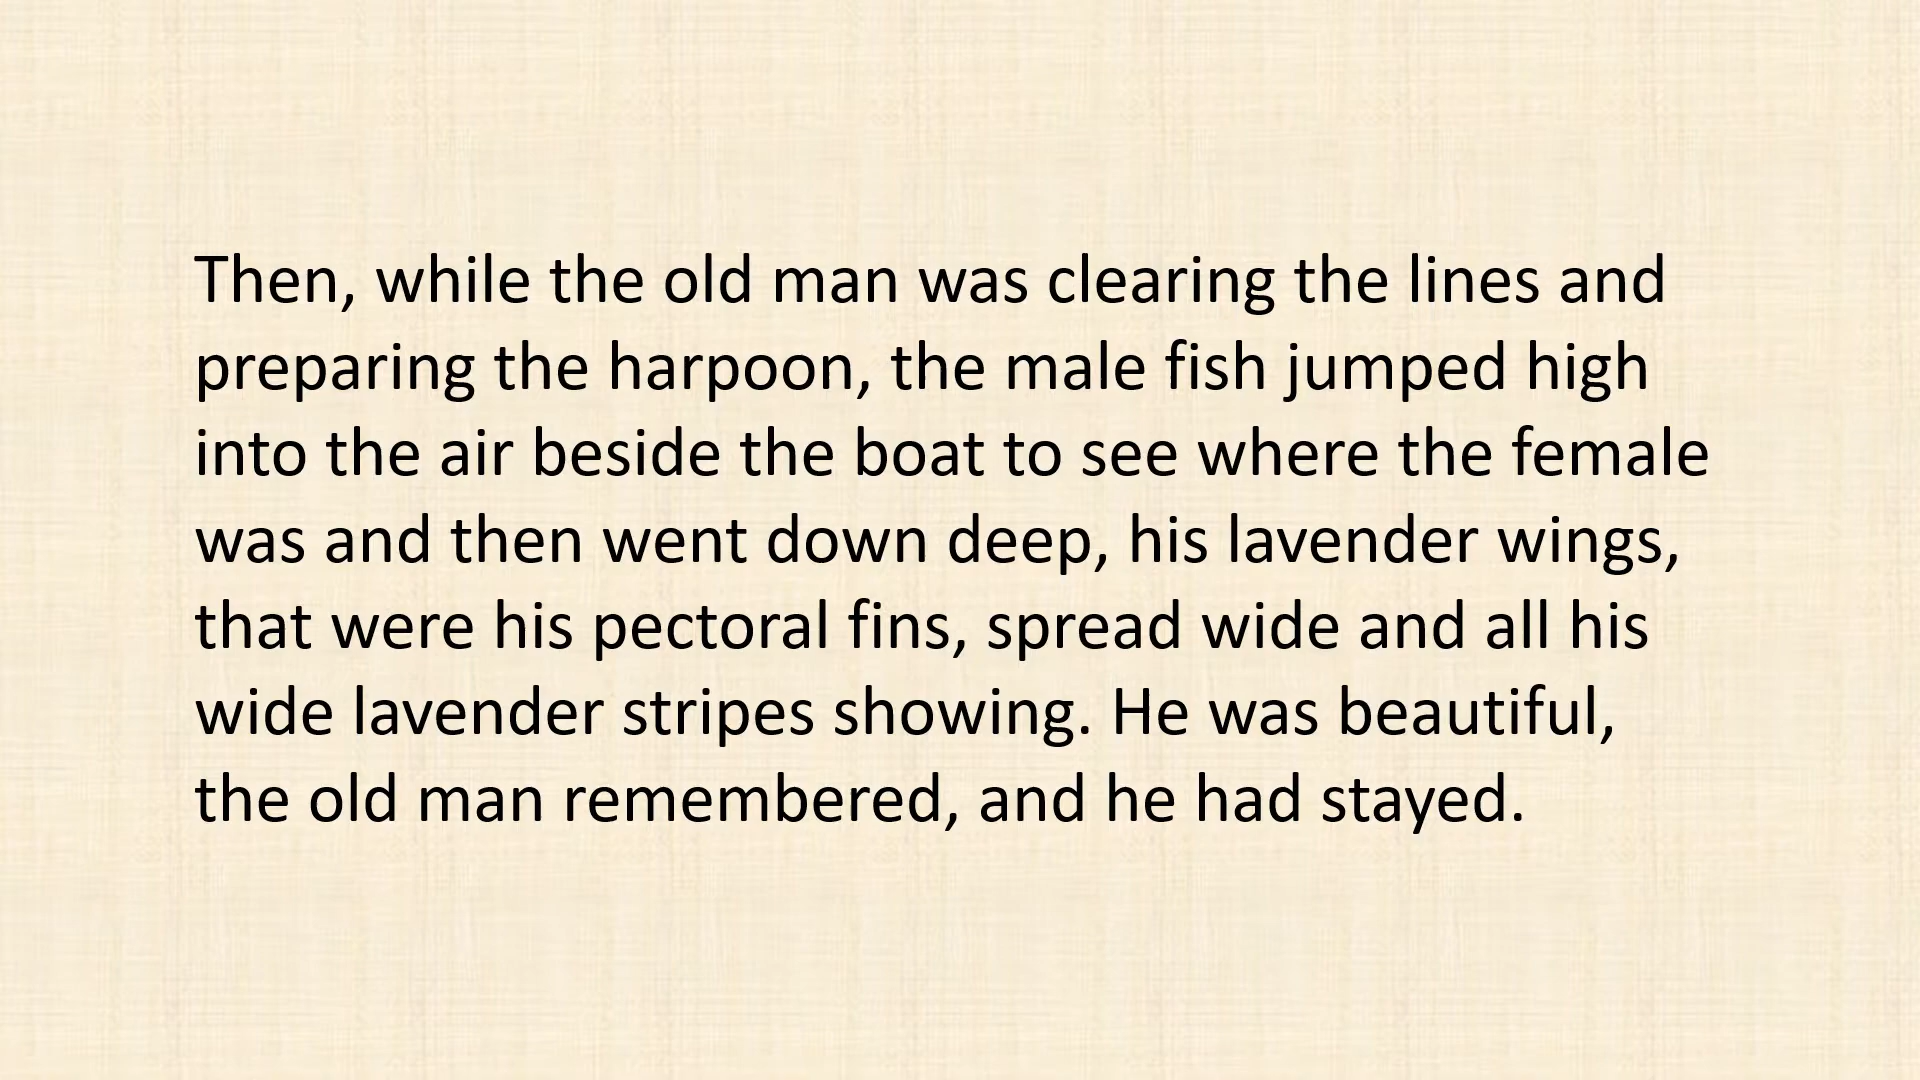 Then, while the old man was clearing the lines and
preparing the harpoon, the male fish jumped high
into the air beside the boat to see where the female
was and then went down deep, his lavender wings,
that were his pectoral fins, spread wide and all his
wide lavender stripes showing. He was beautiful,
the old man remembered, and he had stayed.